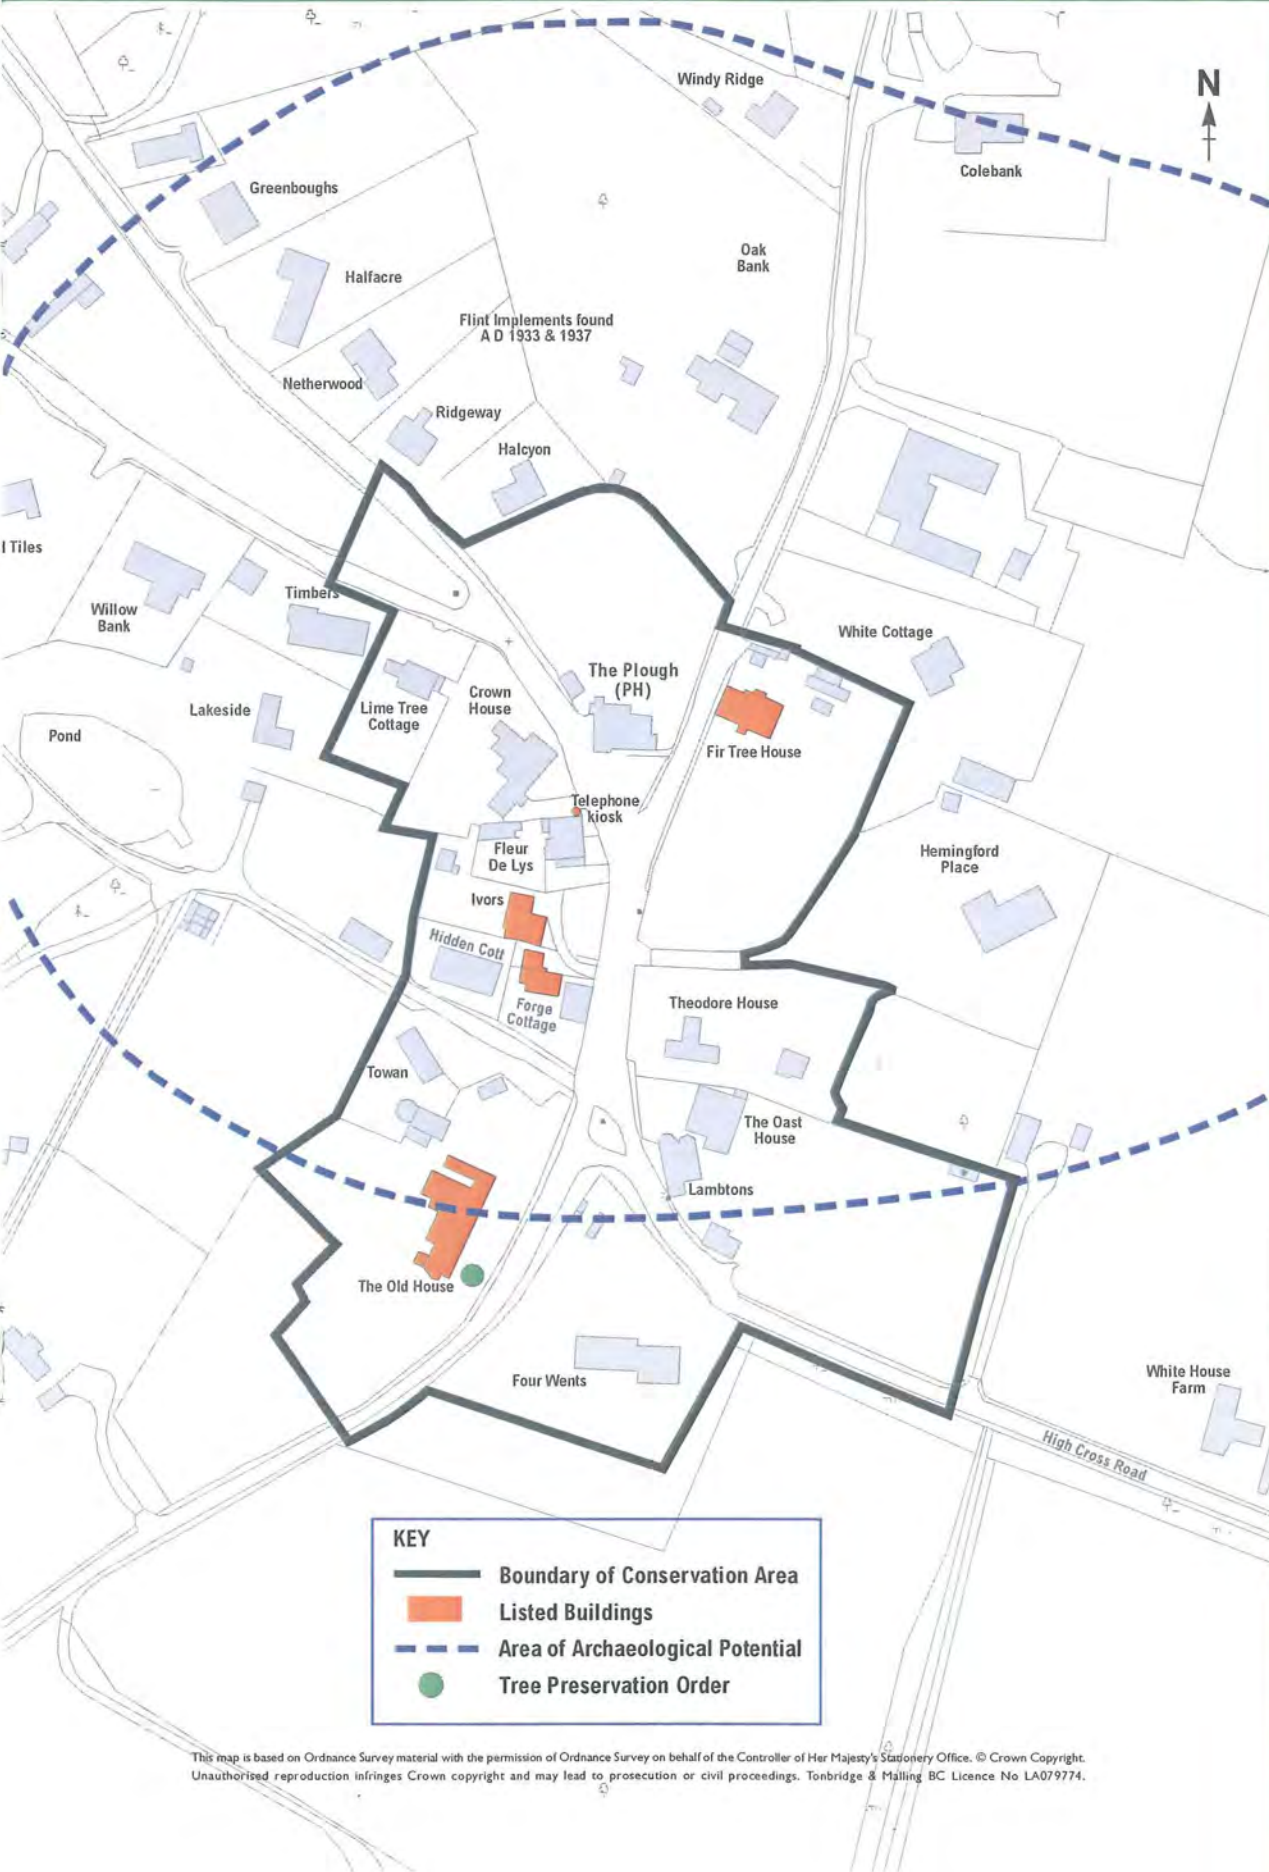 Windy Ridge
N
Colebank
Greenboughs
Oak
Bank
Halfacre
Flint Implements found
A D 1933 & 1937
Netherwood
Ridgeway
Halcyon
l Tiles
Timbers
Willow
Bank
White Cottage
The Plough
(PH)
Crown
House
Lime Tree
Cottage
Lakeside
Pond
Fir Tree House
Telephone
kiosk
Fleur
De Lys
Hemingford
Place
Ivors
Hidden Cott
Theodore House
Forge
Cottage
Towan
The Oast
House
Lambtons
The Old House
Four Wents
White House
Farm
High Cross Road
KEY
Boundary of Conservation Area
Listed Buildings
Area of Archaeological Potential
Tree Preservation Order
This map is based on Ordnance Survey material with the permission of Ordnance Survey on behalf of the Controller of Her Majesty's Stationery Office. © Crown Copyright.
Unauthorised reproduction infringes Crown copyright and may lead to prosecution or civil proceedings. Tonbridge & Malling BC Licence No LA079774.